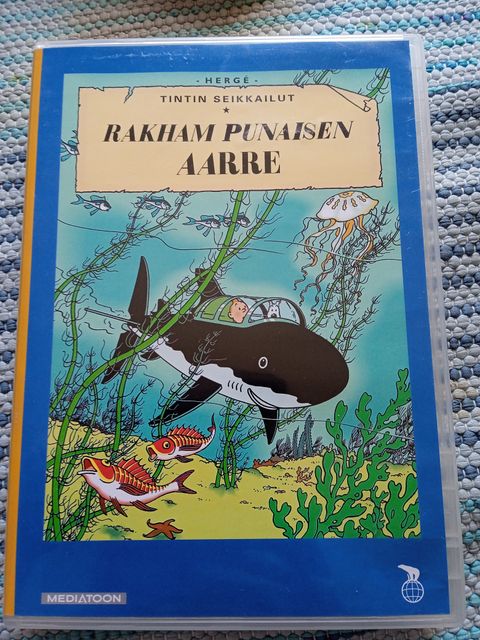 - HERGÉ -
TINTIN SEIKKAILUT
RAKHAM PUNAISEN
AARRE
MEDIATOON